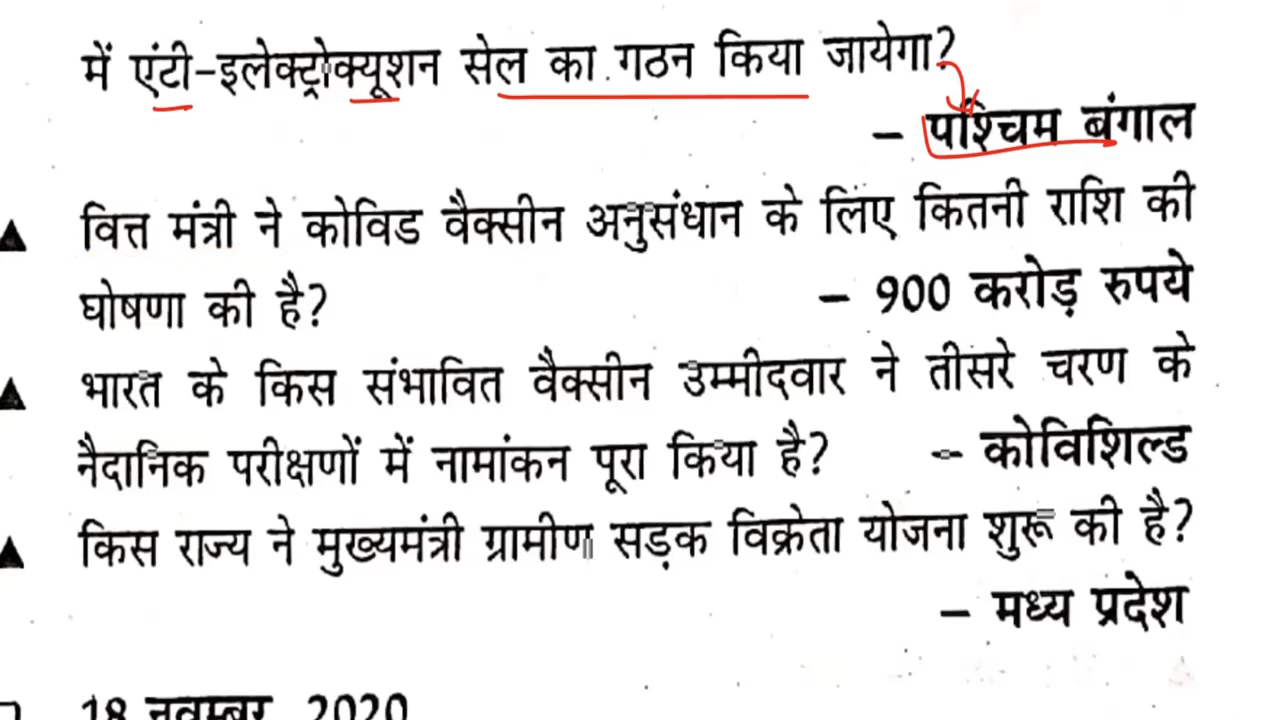 में एंटी-इलेक्ट्रोक्यूशन सेल का गठन किया जायेगा?
– पश्चिम बंगाल
▲ वित्त मंत्री ने कोविड वैक्सीन अनुसंधान के लिए कितनी राशि की
घोषणा की है? – 900 करोड़ रुपये
▲ भारत के किस संभावित वैक्सीन उम्मीदवार ने तीसरे चरण के
नैदानिक परीक्षणों में नामांकन पूरा किया है? – कोविशिल्ड
▲ किस राज्य ने मुख्यमंत्री ग्रामीण सड़क विक्रेता योजना शुरू की है?
– मध्य प्रदेश
18 नवम्बर, 2020